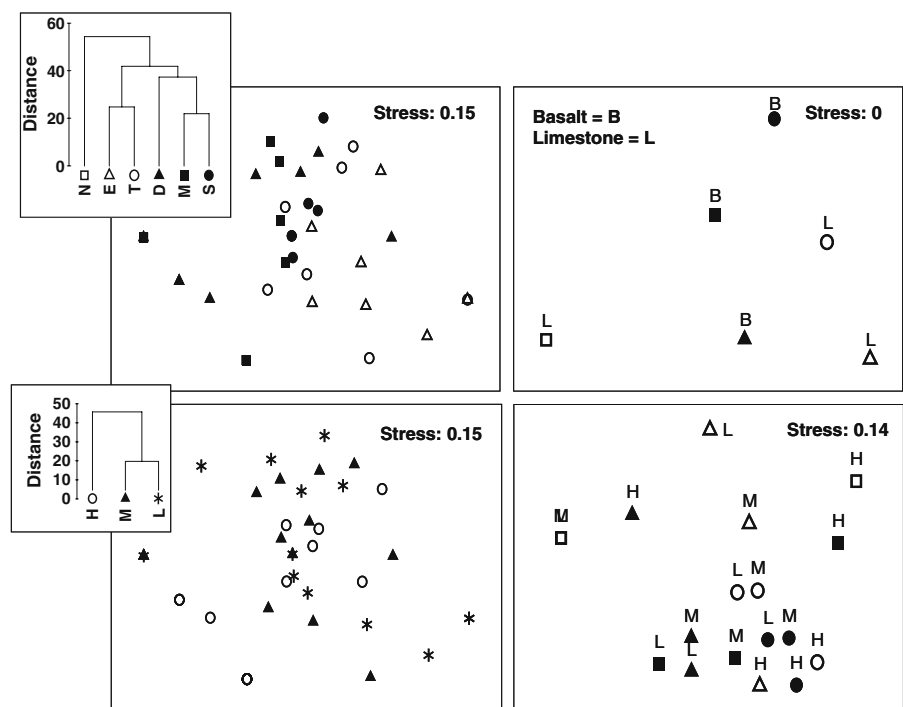 60
40
20
0
Distance
N E T D M S
Stress: 0.15
Basalt = B
Limestone = L
Stress: 0
B
B
L
L
B
L
50
40
30
20
10
0
Distance
H M L
Stress: 0.15
Stress: 0.14
L
H
H
M
H
M
L M
M
L M
L
M
H
L
H
H